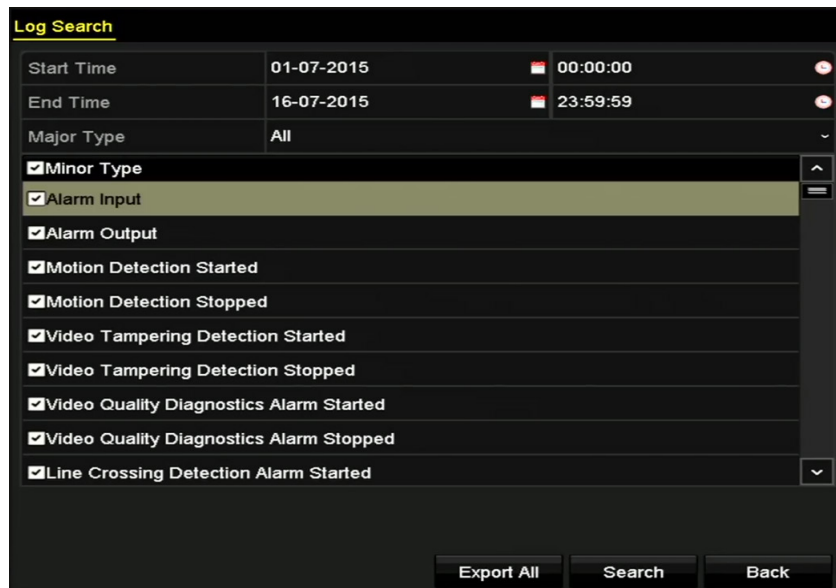 Log Search
Start Time 01-07-2015 00:00:00
End Time 16-07-2015 23:59:59
Major Type All
Minor Type
Alarm Input
Alarm Output
Motion Detection Started
Motion Detection Stopped
Video Tampering Detection Started
Video Tampering Detection Stopped
Video Quality Diagnostics Alarm Started
Video Quality Diagnostics Alarm Stopped
Line Crossing Detection Alarm Started
Export All Search Back